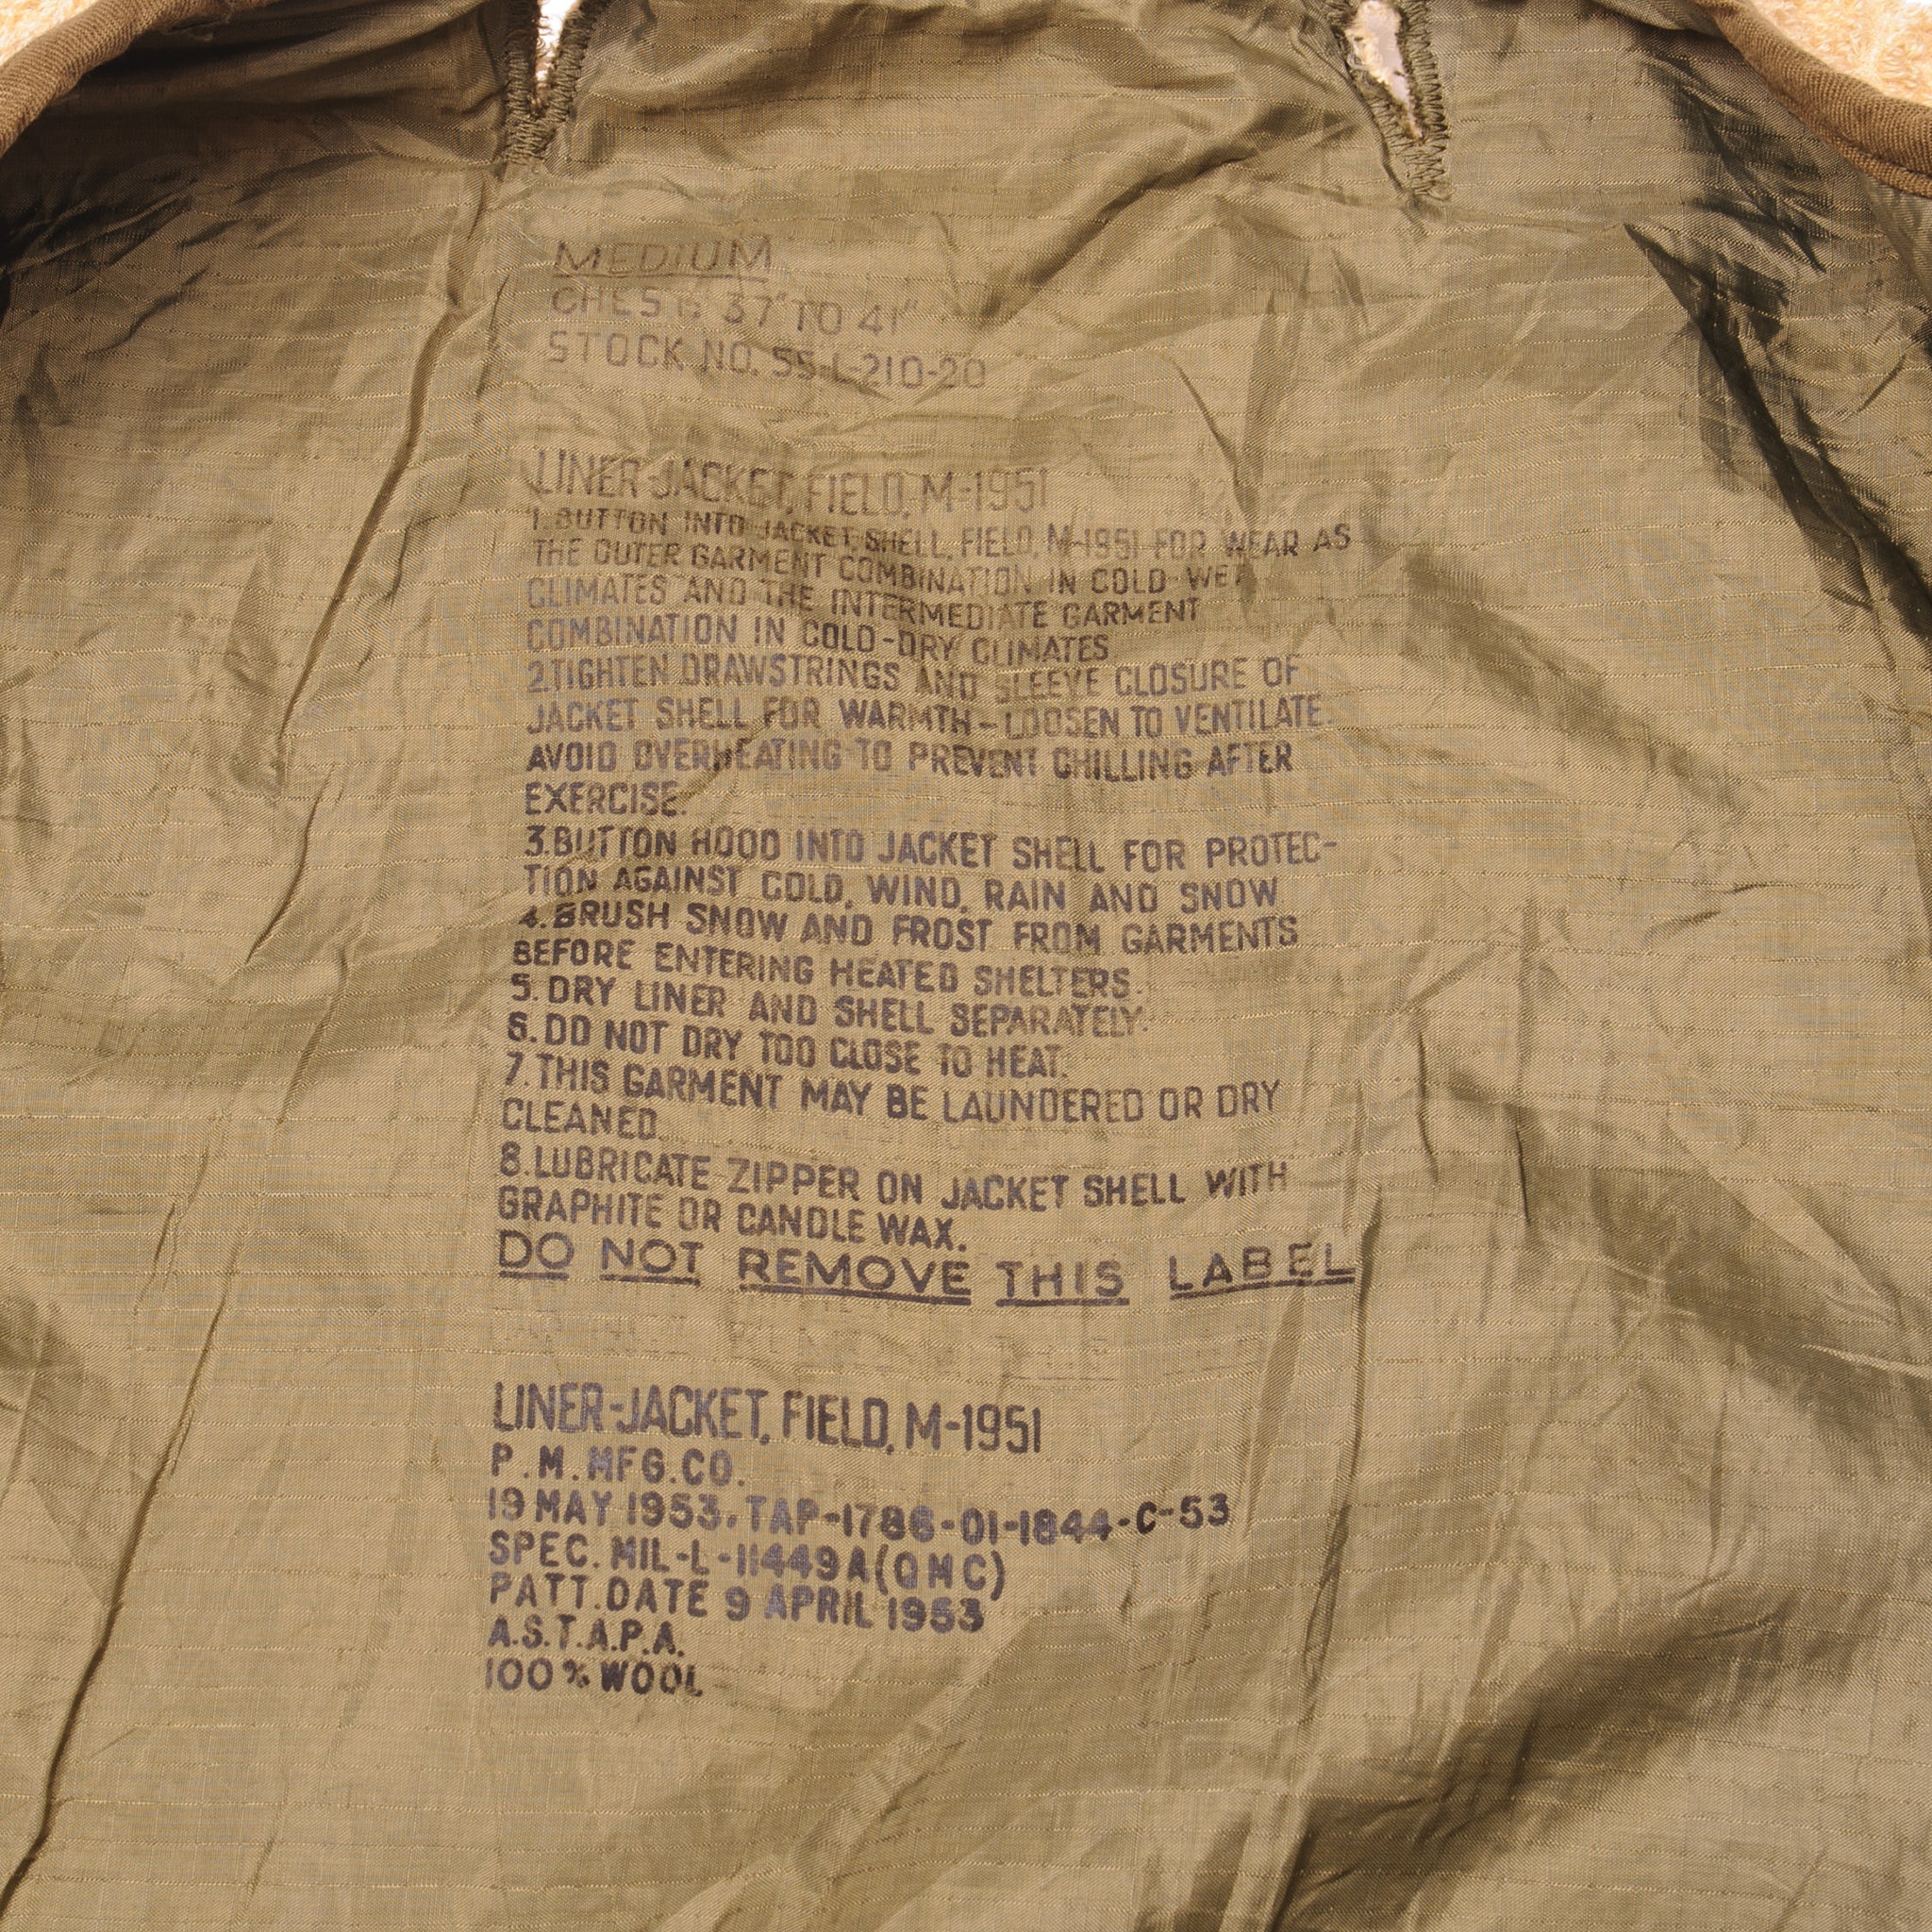 MEDIUM
CHEST: 37" TO 41"
STOCK NO. 55-L-210-20
LINER-JACKET, FIELD, M-1951
1. BUTTON INTO JACKET, SHELL, FIELD, M-1951 FOR WEAR AS
THE OUTER GARMENT COMBINATION IN COLD-WET
CLIMATES AND THE INTERMEDIATE GARMENT
COMBINATION IN COLD-DRY CLIMATES
2.TIGHTEN DRAWSTRINGS AND SLEEVE CLOSURE OF
JACKET SHELL FOR WARMTH-LOOSEN TO VENTILATE.
AVOID OVERHEATING TO PREVENT CHILLING AFTER
EXERCISE.
3.BUTTON HOOD INTO JACKET SHELL FOR PROTEC-
TION AGAINST COLD, WIND, RAIN AND SNOW
4.BRUSH SNOW AND FROST FROM GARMENTS
BEFORE ENTERING HEATED SHELTERS.
5. DRY LINER AND SHELL SEPARATELY.
6. DO NOT DRY TOO CLOSE TO HEAT.
7. THIS GARMENT MAY BE LAUNDERED OR DRY
CLEANED.
8.LUBRICATE ZIPPER ON JACKET SHELL WITH
GRAPHITE OR CANDLE WAX.
DO NOT REMOVE THIS LABEL
LINER-JACKET, FIELD, M-1951
P.M.MFG.CO.
19 MAY 1953, TAP-1786-01-1844-C-53
SPEC. MIL-L-11449A(QMC)
PATT.DATE 9 APRIL 1953
A.S.T.A.P.A.
100% WOOL